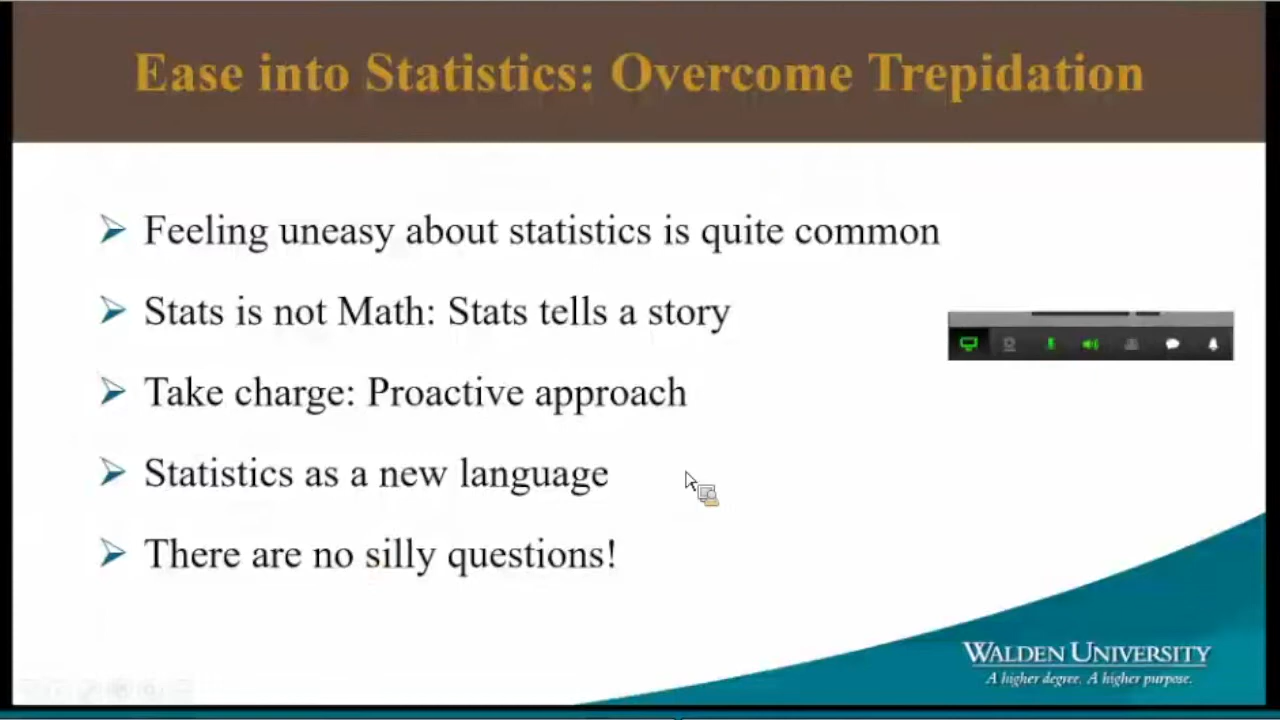 Ease into Statistics: Overcome Trepidation
Feeling uneasy about statistics is quite common
Stats is not Math: Stats tells a story
Take charge: Proactive approach
Statistics as a new language
There are no silly questions!
WALDEN UNIVERSITY
A higher degree. A higher purpose.